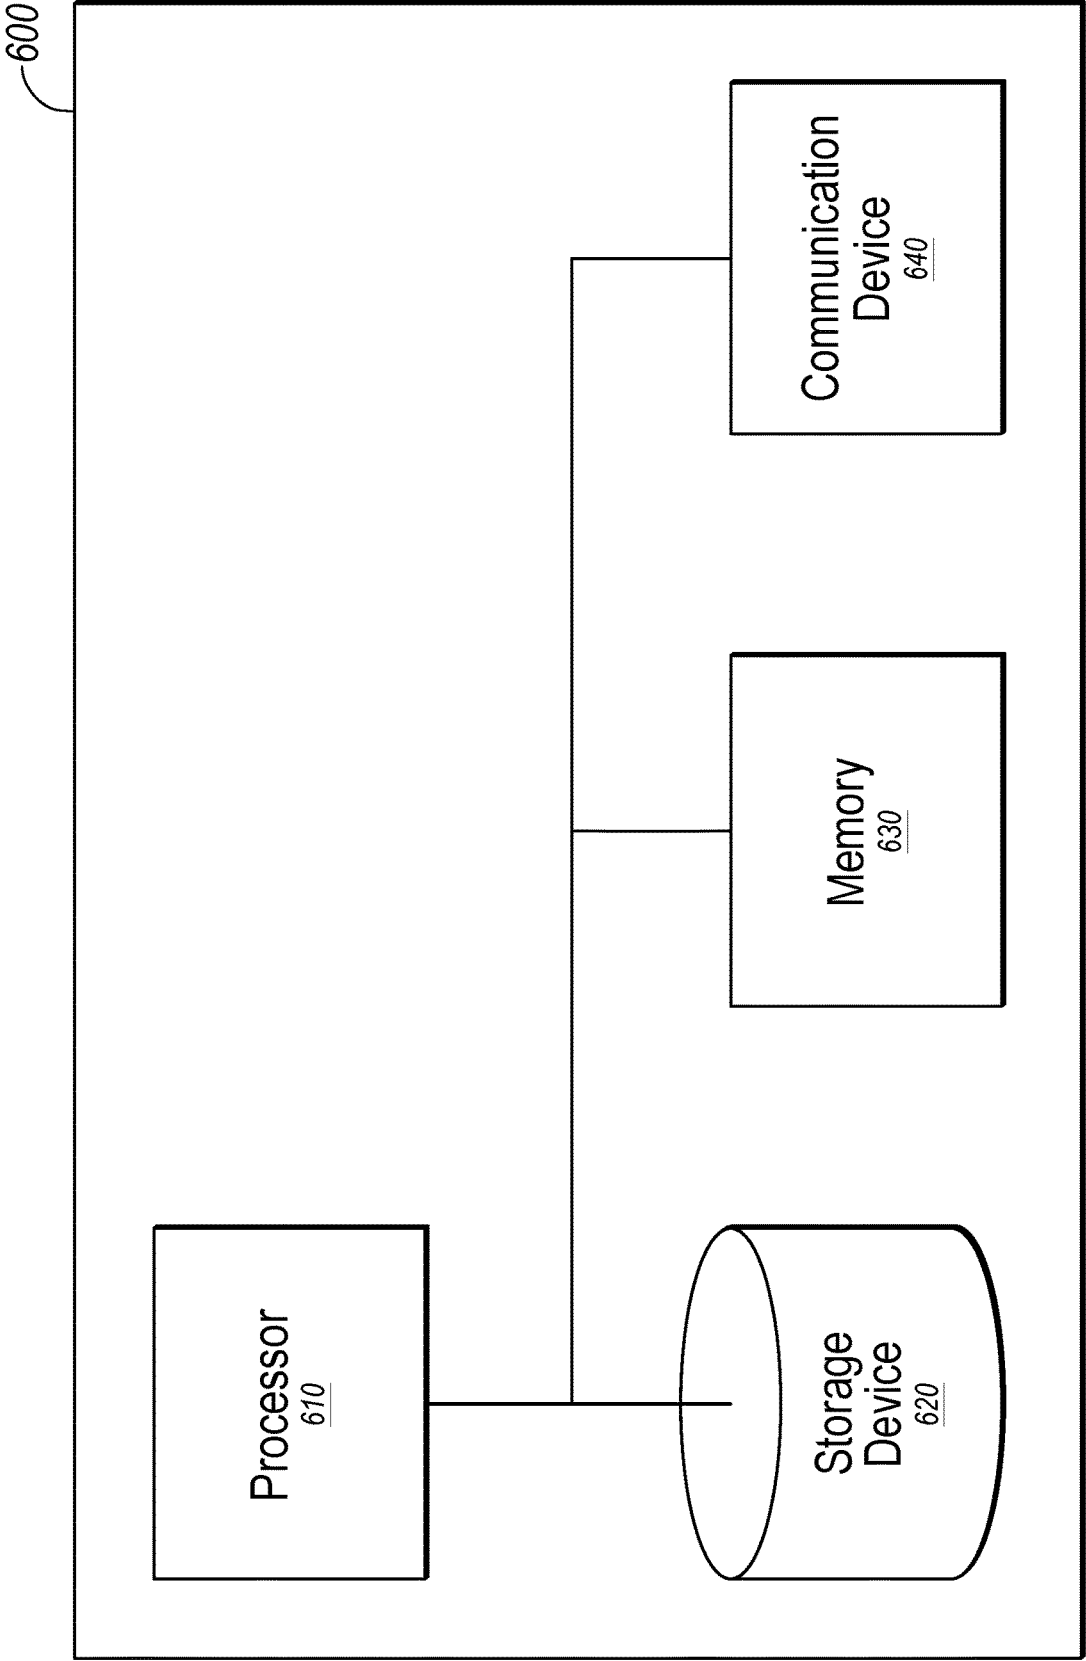 600
Processor
610
Storage
Device
620
Memory
630
Communication
Device
640